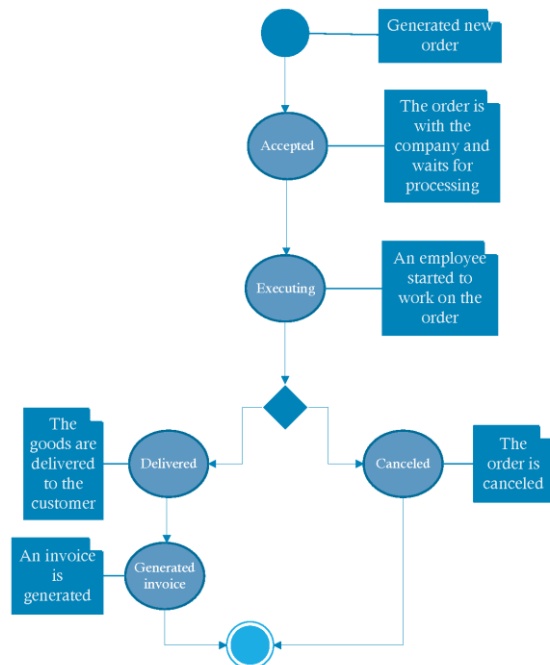 Generated new
order
Accepted
The order is
with the
company and
waits for
processing
Executing
An employee
started to
work on the
order
The
goods are
delivered
to the
customer
Delivered
Canceled
The
order is
canceled
An invoice
is
generated
Generated
invoice